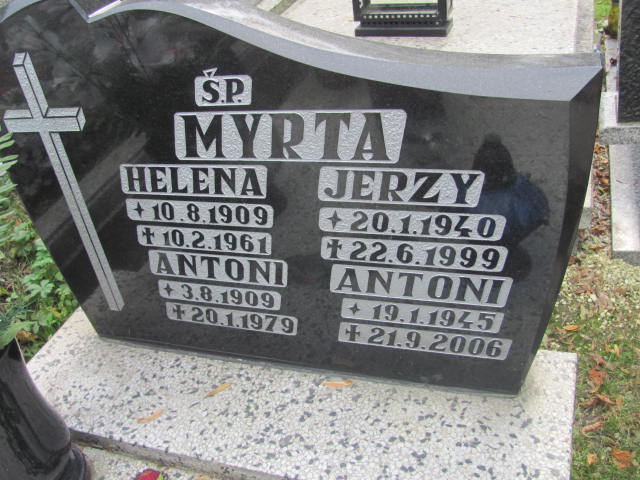 Ś.P.
MYRTA
HELENA
✦ 10.8.1909
✝ 10.2.1961
ANTONI
✦ 3.8.1909
✝ 20.1.1979
JERZY
✦ 20.1.1940
✝ 22.6.1999
ANTONI
✦ 19.1.1945
✝ 21.9.2006